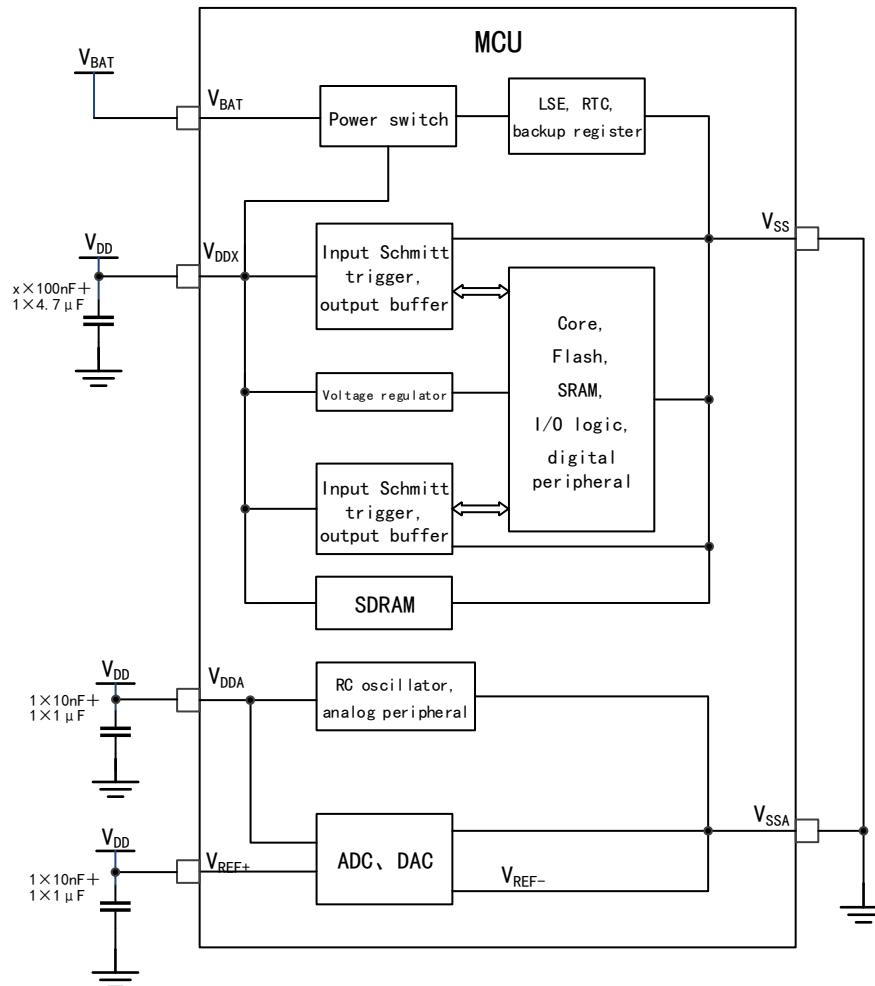 MCU
VBAT
VBAT
Power switch
LSE, RTC,
backup register
VDD
VDDX
x×100nF+
1×4.7μF
Input Schmitt
trigger,
output buffer
VSS
Core,
Flash,
SRAM,
I/O logic,
digital
peripheral
Voltage regulator
Input Schmitt
trigger,
output buffer
SDRAM
VDD
VDDA
1×10nF+
1×1μF
RC oscillator,
analog peripheral
VDD
VREF+
1×10nF+
1×1μF
ADC、DAC
VREF-
VSSA